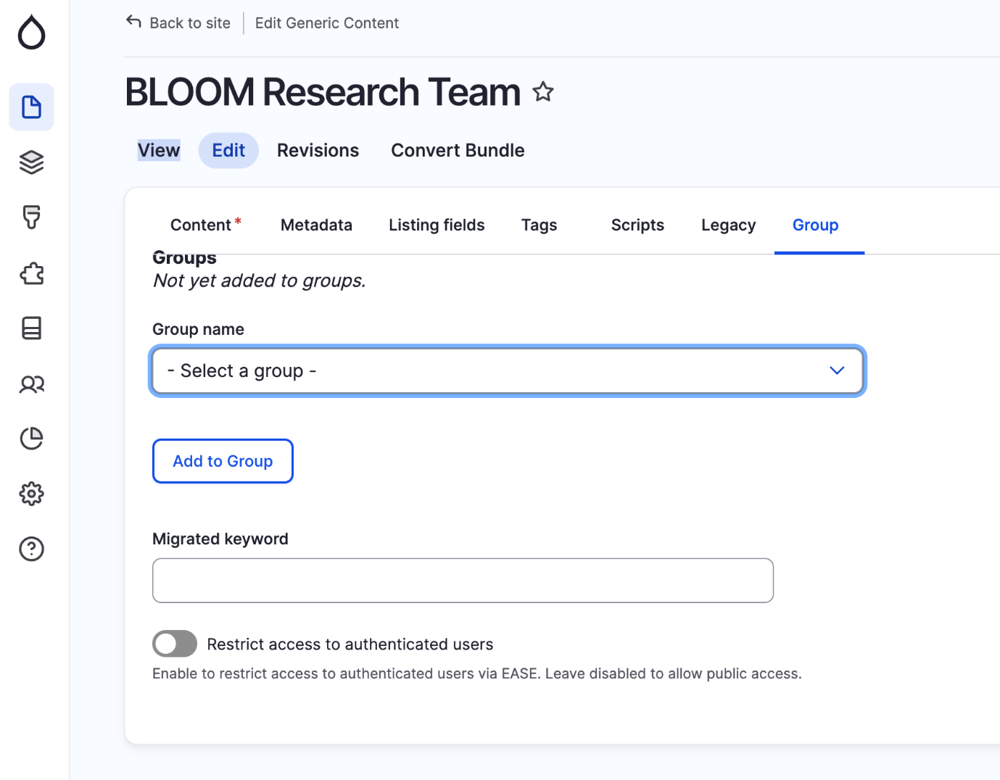 Back to site
Edit Generic Content
BLOOM Research Team
View Edit Revisions Convert Bundle
Content* Metadata Listing fields Tags Scripts Legacy Group
Groups
Not yet added to groups.
Group name
- Select a group -
Add to Group
Migrated keyword
Restrict access to authenticated users
Enable to restrict access to authenticated users via EASE. Leave disabled to allow public access.